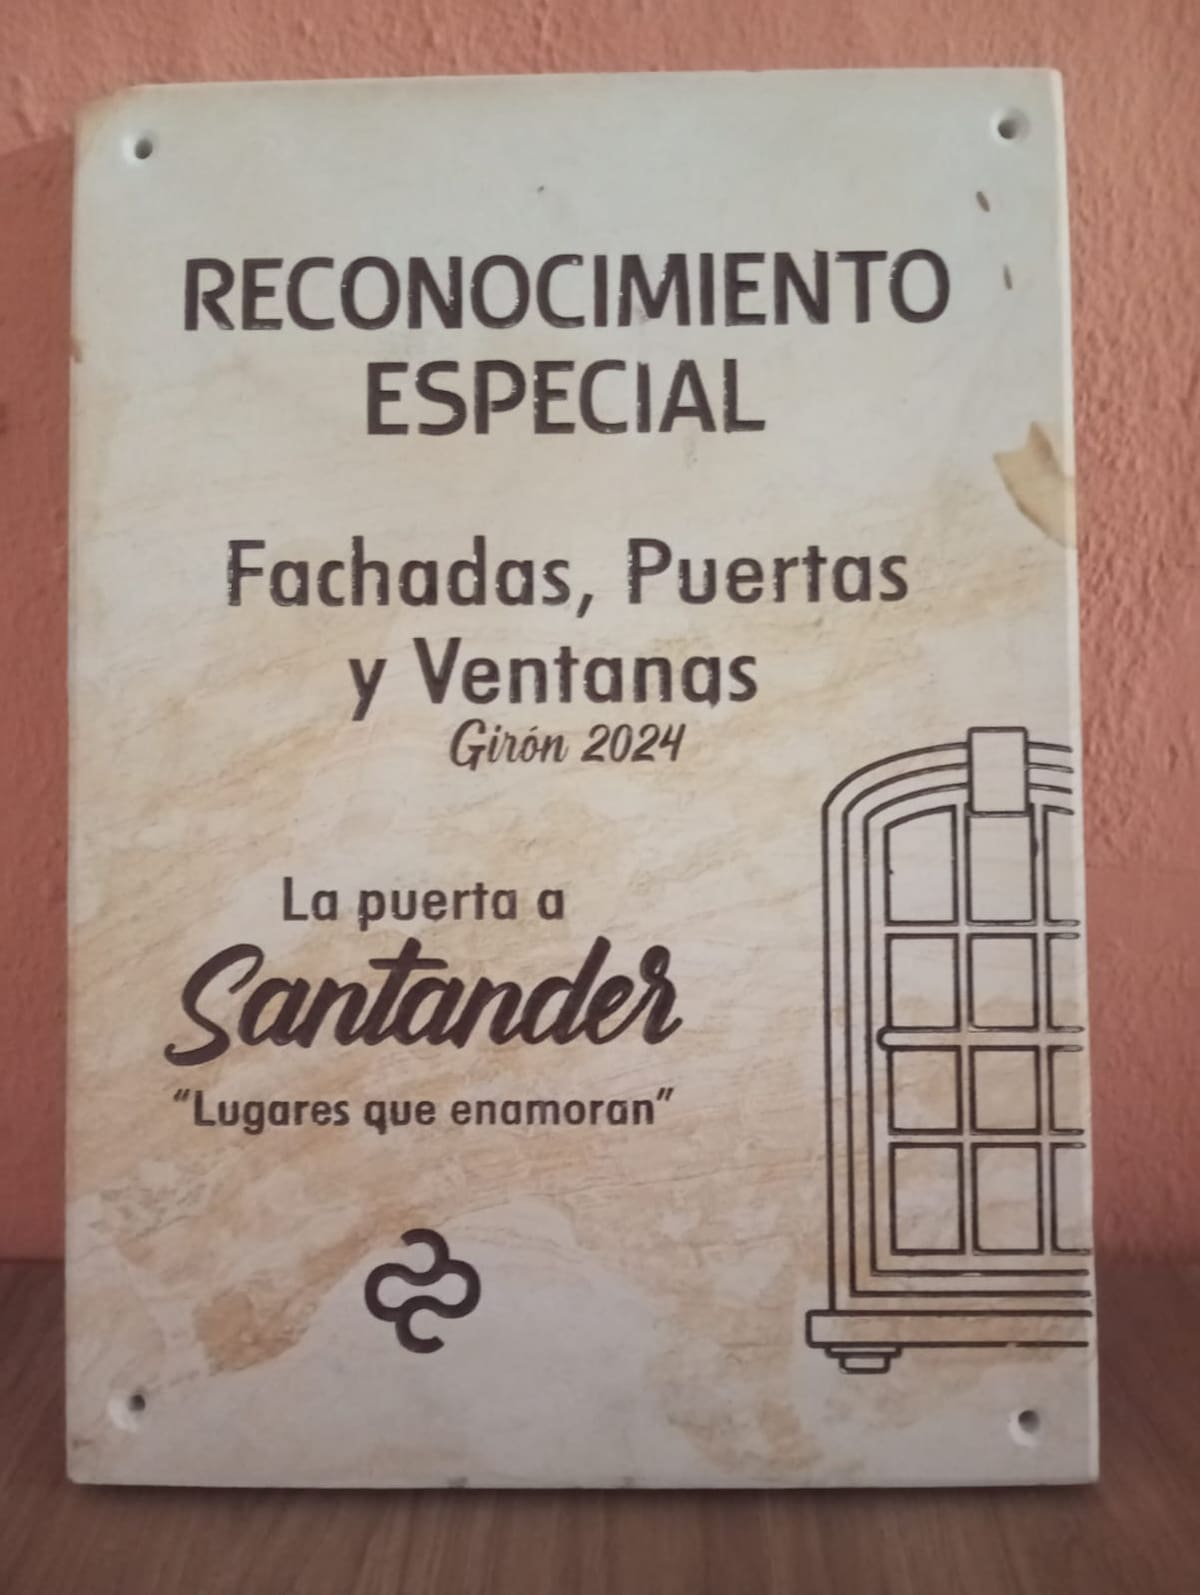 RECONOCIMIENTO
ESPECIAL
Fachadas, Puertas
y Ventanas
Girón 2024
La puerta a
Santander
“Lugares que enamoran”